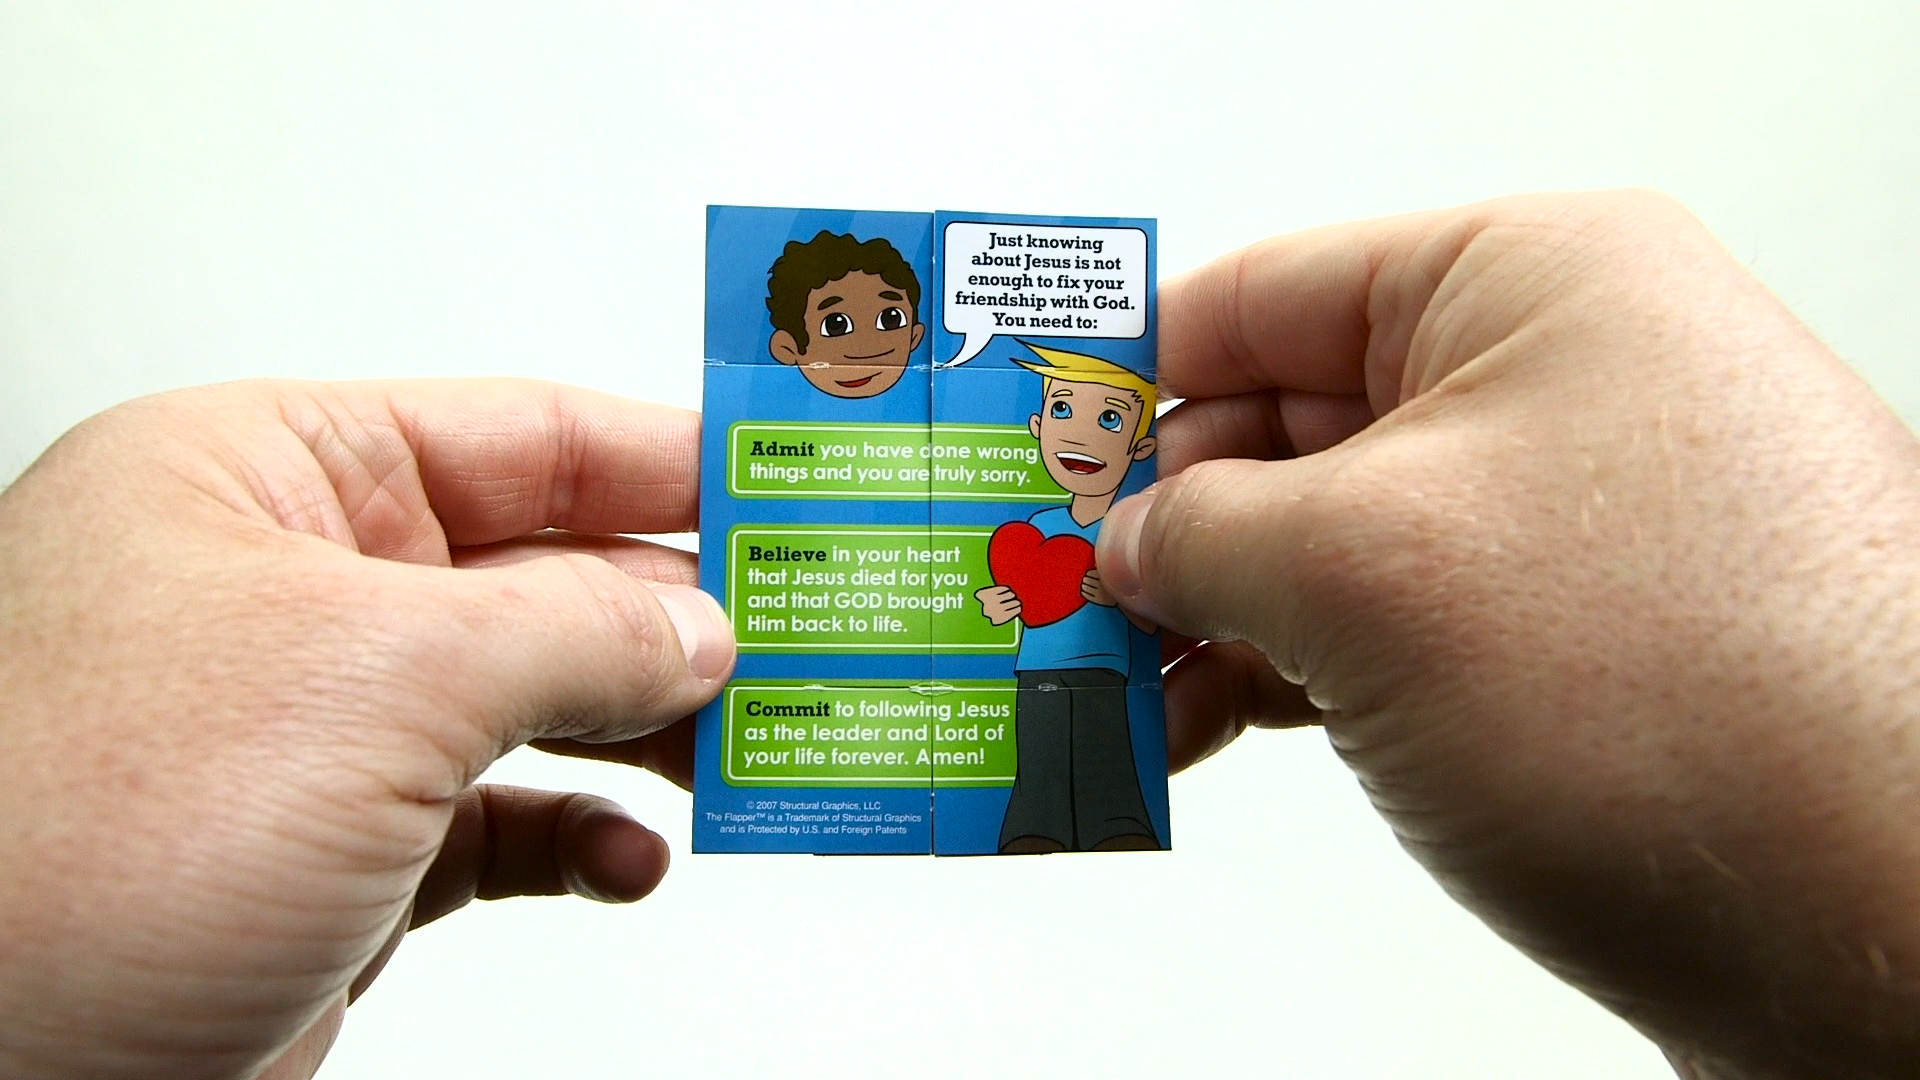 Just knowing
about Jesus is not
enough to fix your
friendship with God.
You need to:
Admit you have done wrong
things and you are truly sorry.
Believe in your heart
that Jesus died for you
and that GOD brought
Him back to life.
Commit to following Jesus
as the leader and Lord of
your life forever. Amen!
© 2007 Structural Graphics, LLC
The Flapper™ is a Trademark of Structural Graphics
and is Protected by U.S. and Foreign Patents